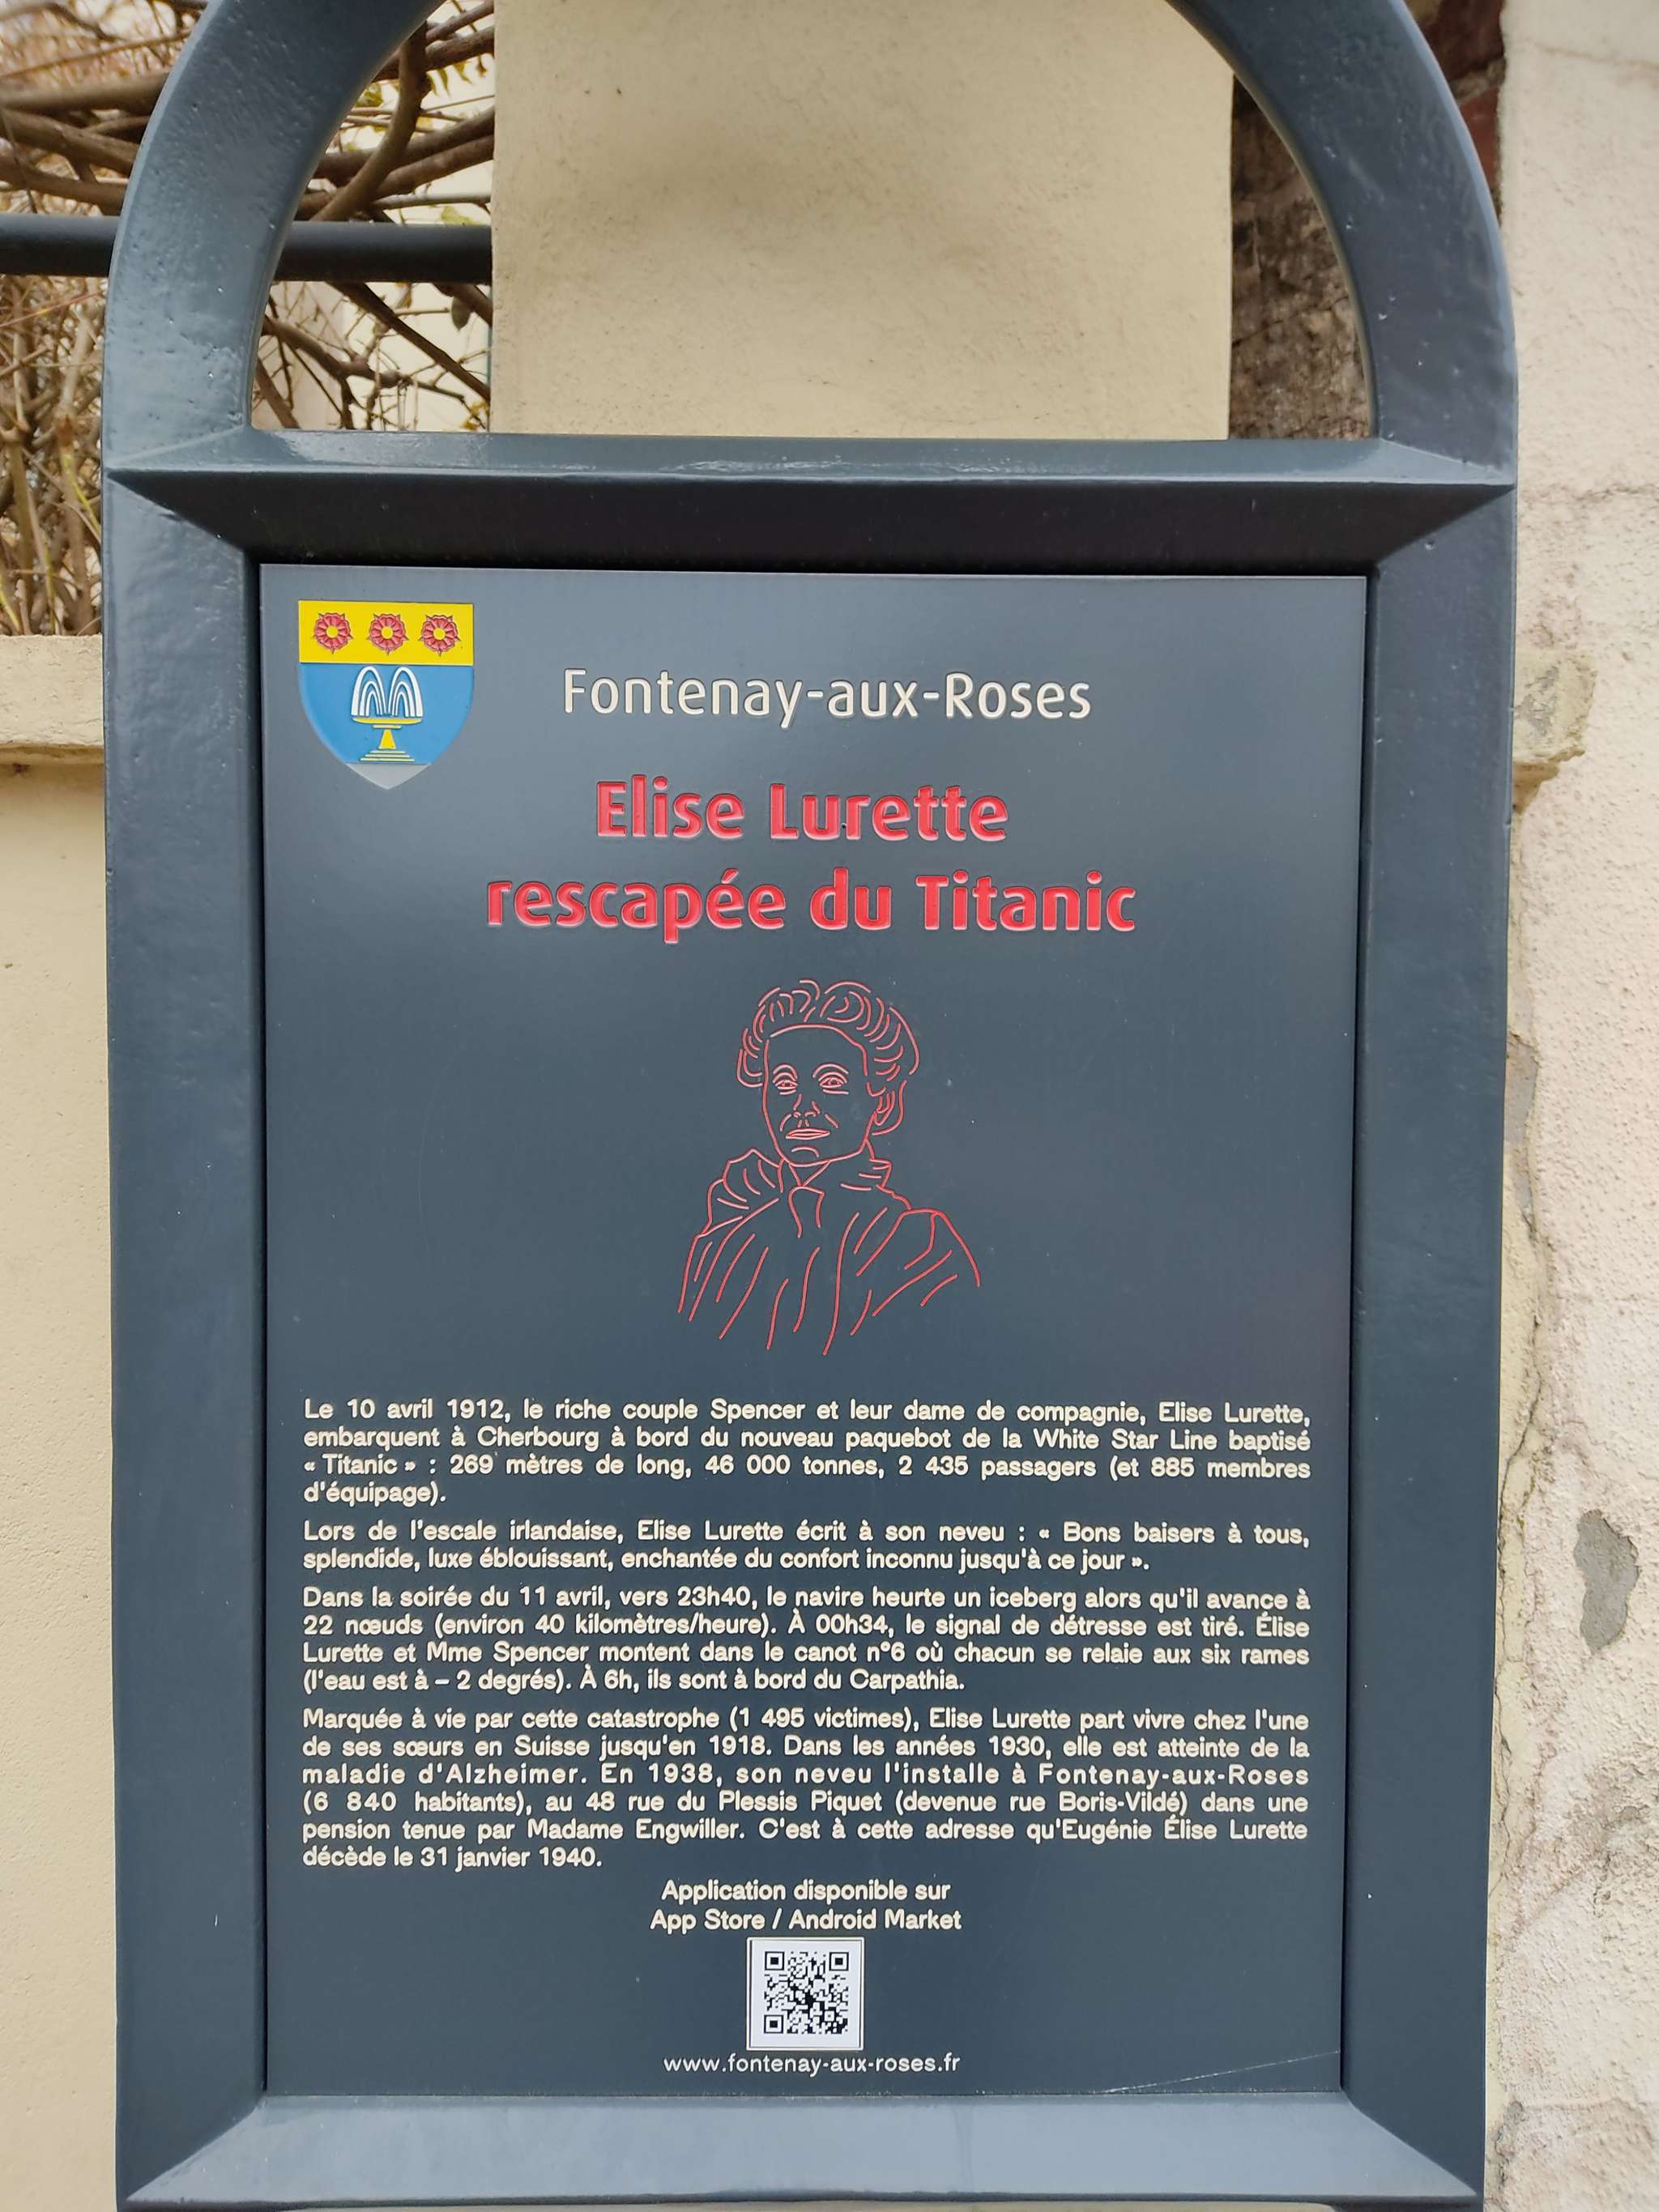 Fontenay-aux-Roses
Elise Lurette
rescapée du Titanic
Le 10 avril 1912, le riche couple Spencer et leur dame de compagnie, Elise Lurette,
embarquent à Cherbourg à bord du nouveau paquebot de la White Star Line baptisé
« Titanic » : 269 mètres de long, 46 000 tonnes, 2 435 passagers (et 885 membres
d'équipage).
Lors de l'escale irlandaise, Elise Lurette écrit à son neveu : « Bons baisers à tous,
splendide, luxe éblouissant, enchantée du confort inconnu jusqu'à ce jour ».
Dans la soirée du 11 avril, vers 23h40, le navire heurte un iceberg alors qu'il avance à
22 nœuds (environ 40 kilomètres/heure). À 00h34, le signal de détresse est tiré. Élise
Lurette et Mme Spencer montent dans le canot n°6 où chacun se relaie aux six rames
(l'eau est à – 2 degrés). À 6h, ils sont à bord du Carpathia.
Marquée à vie par cette catastrophe (1 495 victimes), Elise Lurette part vivre chez l'une
de ses sœurs en Suisse jusqu'en 1918. Dans les années 1930, elle est atteinte de la
maladie d'Alzheimer. En 1938, son neveu l'installe à Fontenay-aux-Roses
(6 840 habitants), au 48 rue du Plessis Piquet (devenue rue Boris-Vildé) dans une
pension tenue par Madame Engwiller. C'est à cette adresse qu'Eugénie Élise Lurette
décède le 31 janvier 1940.
Application disponible sur
App Store / Android Market
www.fontenay-aux-roses.fr